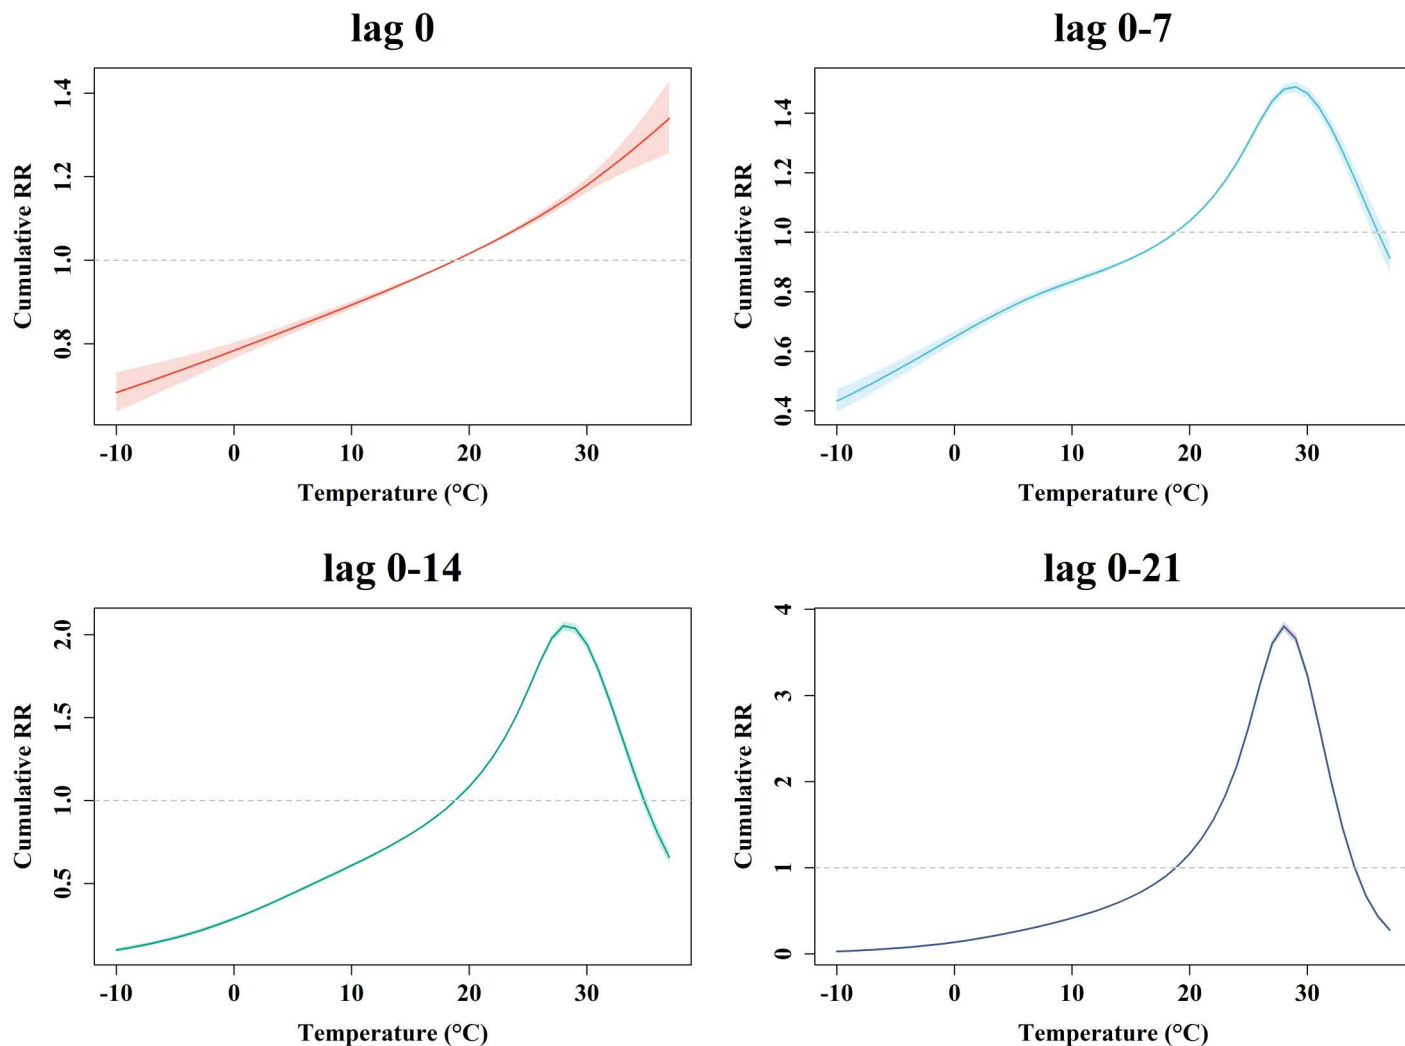 lag 0
Cumulative RR
1.4
1.2
1.0
0.8
-10 0 10 20 30
Temperature (°C)
lag 0-7
Cumulative RR
1.4
1.2
1.0
0.8
0.6
0.4
-10 0 10 20 30
Temperature (°C)
lag 0-14
Cumulative RR
2.0
1.5
1.0
0.5
-10 0 10 20 30
Temperature (°C)
lag 0-21
Cumulative RR
4
3
2
1
0
-10 0 10 20 30
Temperature (°C)